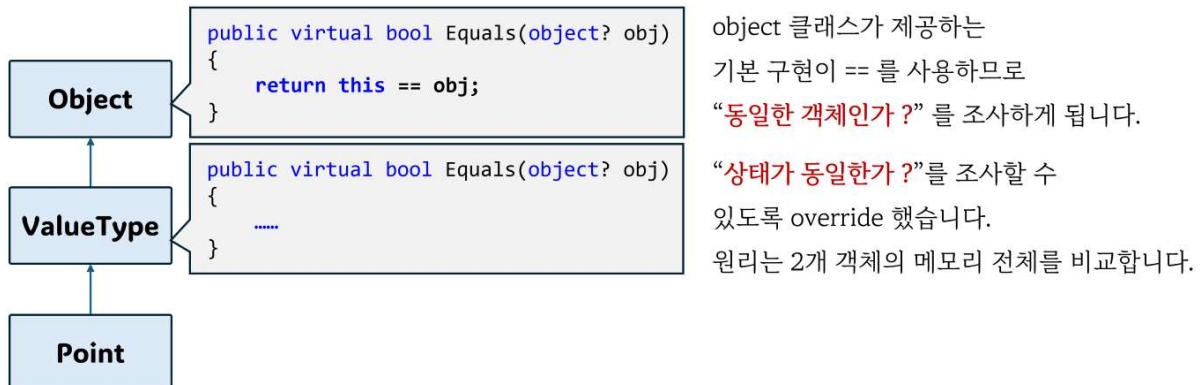 public virtual bool Equals(object? obj)
{
return this == obj;
}
Object
object 클래스가 제공하는
기본 구현이 == 를 사용하므로
“동일한 객체인가 ?” 를 조사하게 됩니다.
public virtual bool Equals(object? obj)
{
……
}
ValueType
“상태가 동일한가 ?”를 조사할 수
있도록 override 했습니다.
원리는 2개 객체의 메모리 전체를 비교합니다.
Point